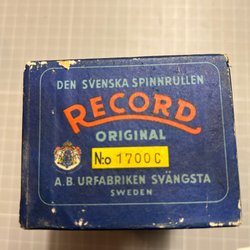 DEN SVENSKA SPINNRULLEN
RECORD
ORIGINAL
N:o 1700 C
A.B. URFABRIKEN SVÄNGSTA
SWEDEN